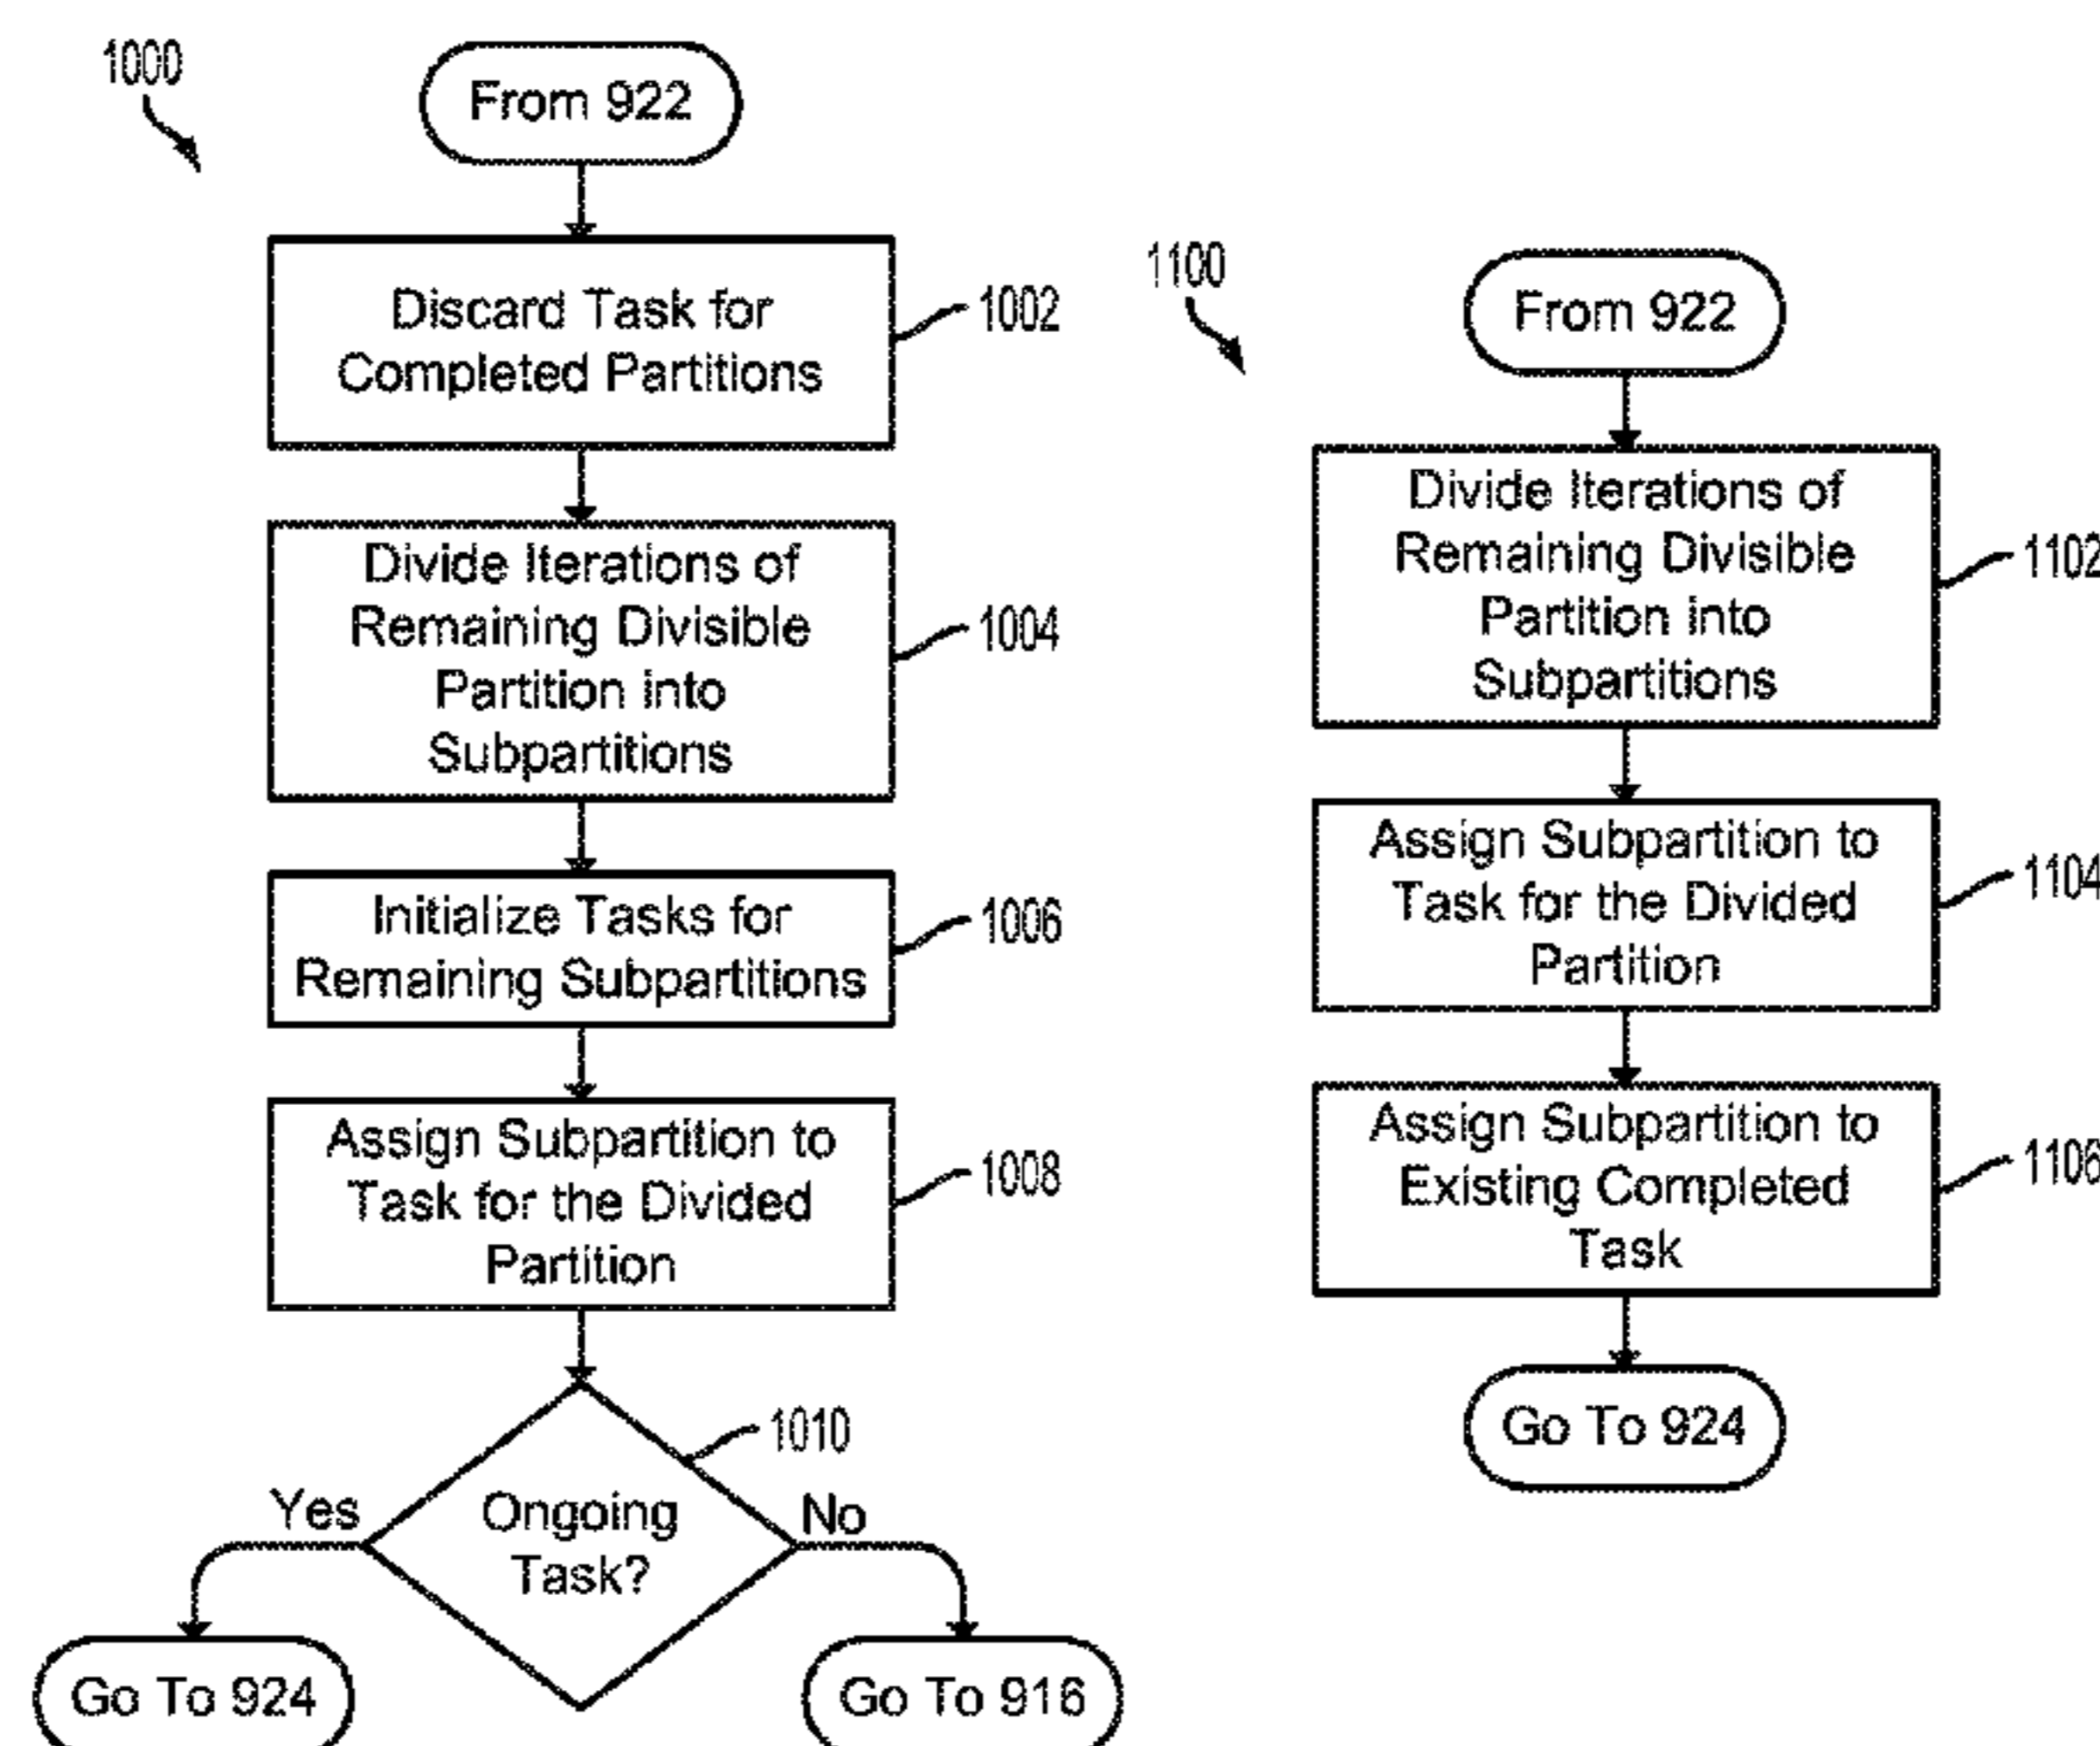 1000
From 922
Discard Task for
Completed Partitions
1002
Divide Iterations of
Remaining Divisible
Partition into
Subpartitions
1004
Initialize Tasks for
Remaining Subpartitions
1006
Assign Subpartition to
Task for the Divided
Partition
1008
Ongoing
Task?
1010
Yes
No
Go To 924
Go To 916
1100
From 922
Divide Iterations of
Remaining Divisible
Partition into
Subpartitions
1102
Assign Subpartition to
Task for the Divided
Partition
1104
Assign Subpartition to
Existing Completed
Task
1106
Go To 924